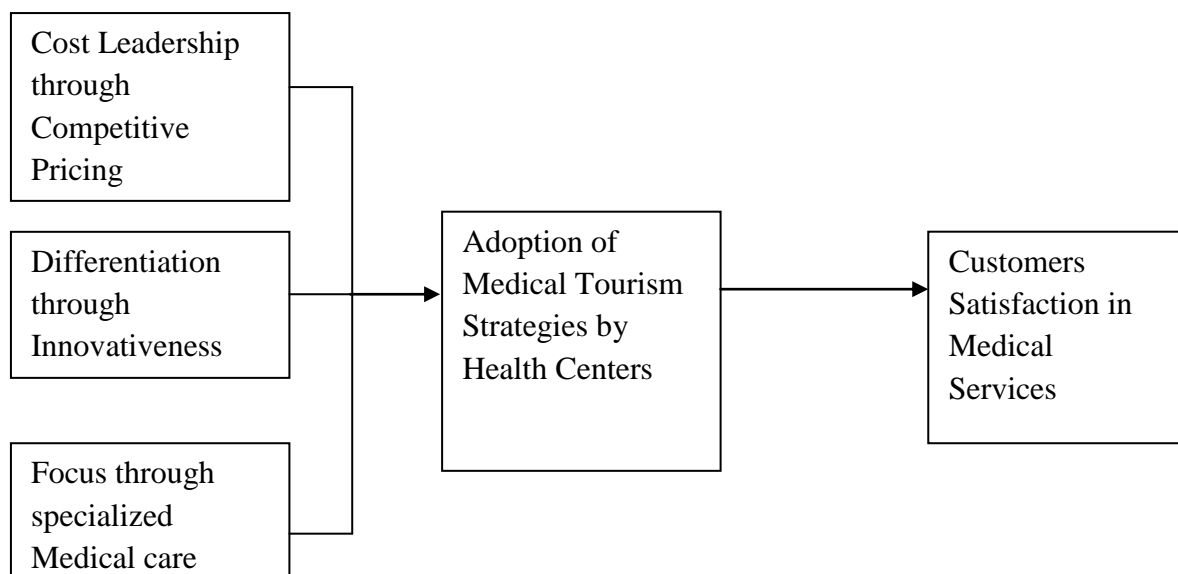 Cost Leadership
through
Competitive
Pricing
Differentiation
through
Innovativeness
Focus through
specialized
Medical care
Adoption of
Medical Tourism
Strategies by
Health Centers
Customers
Satisfaction in
Medical
Services